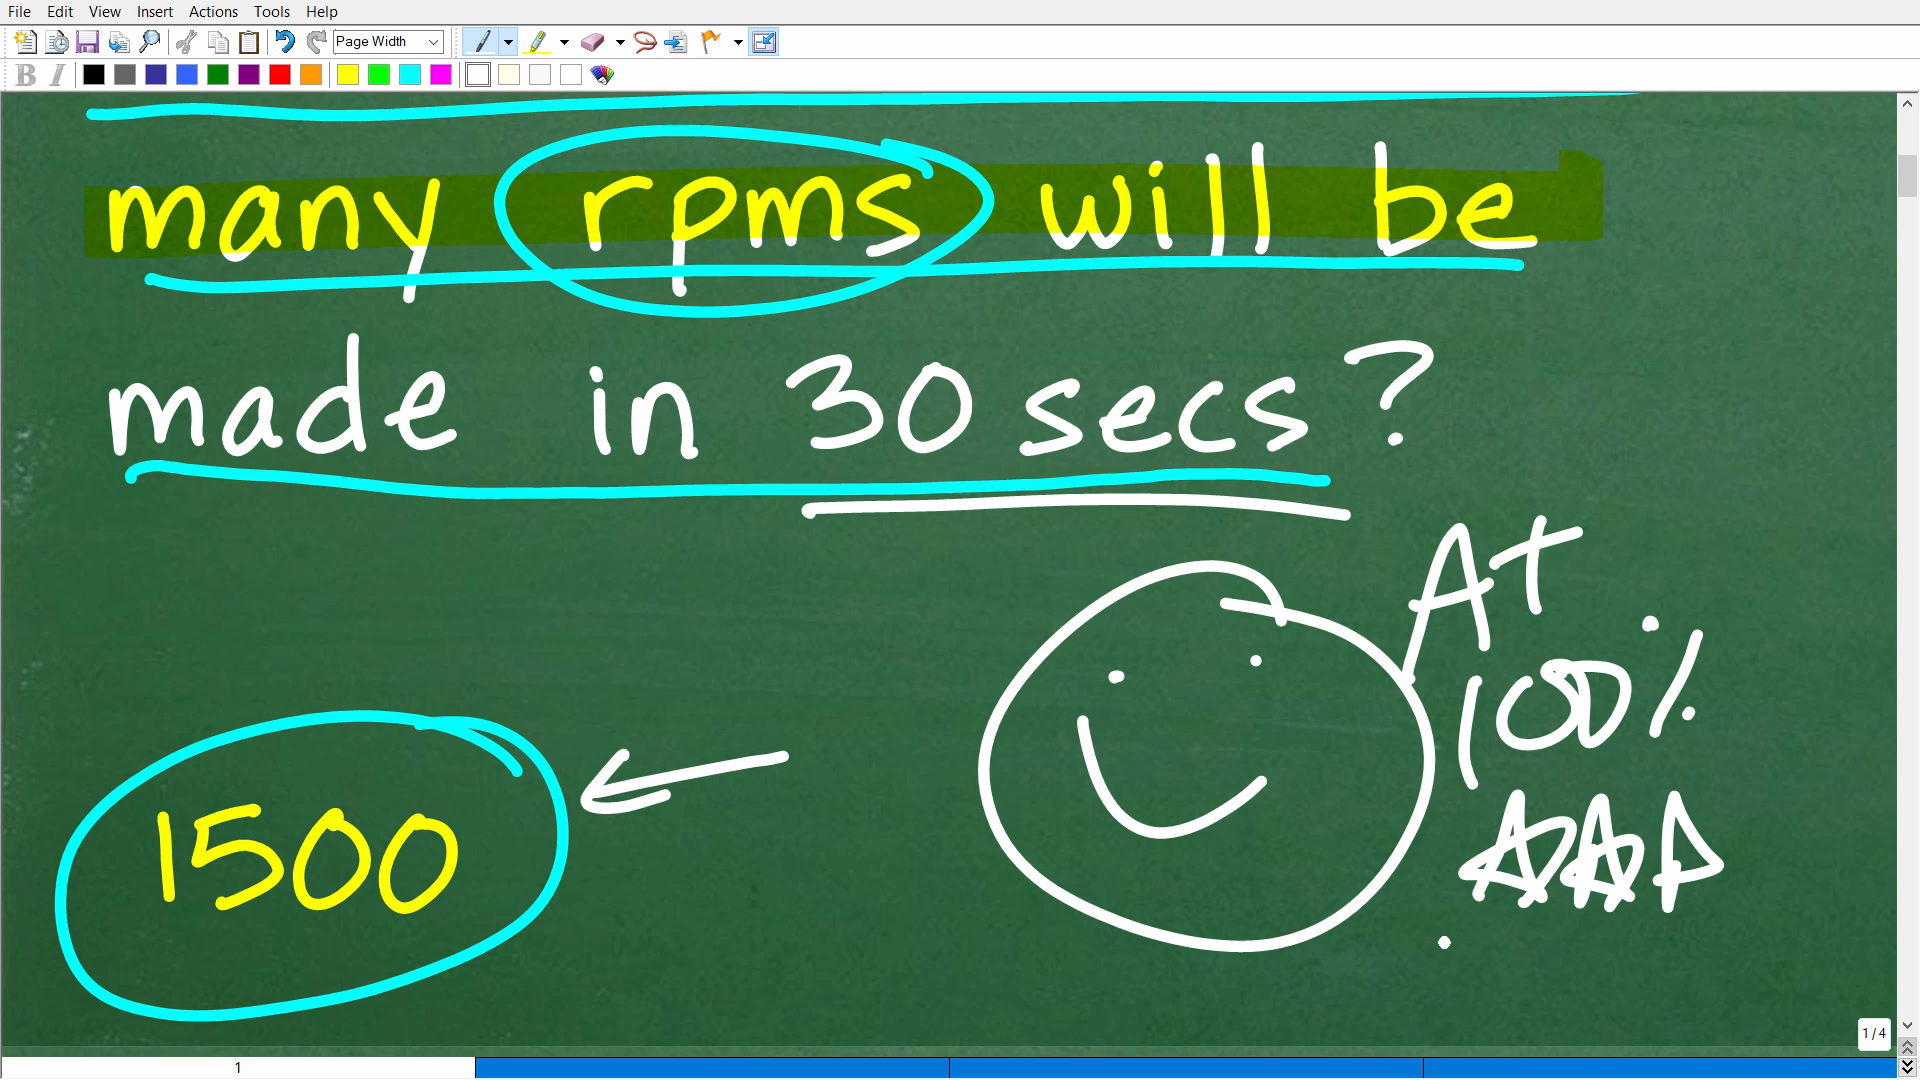 File Edit View Insert Actions Tools Help
Page Width
B I
many rpms will be
made in 30 secs?
A+
100%
1500
1 / 4
1